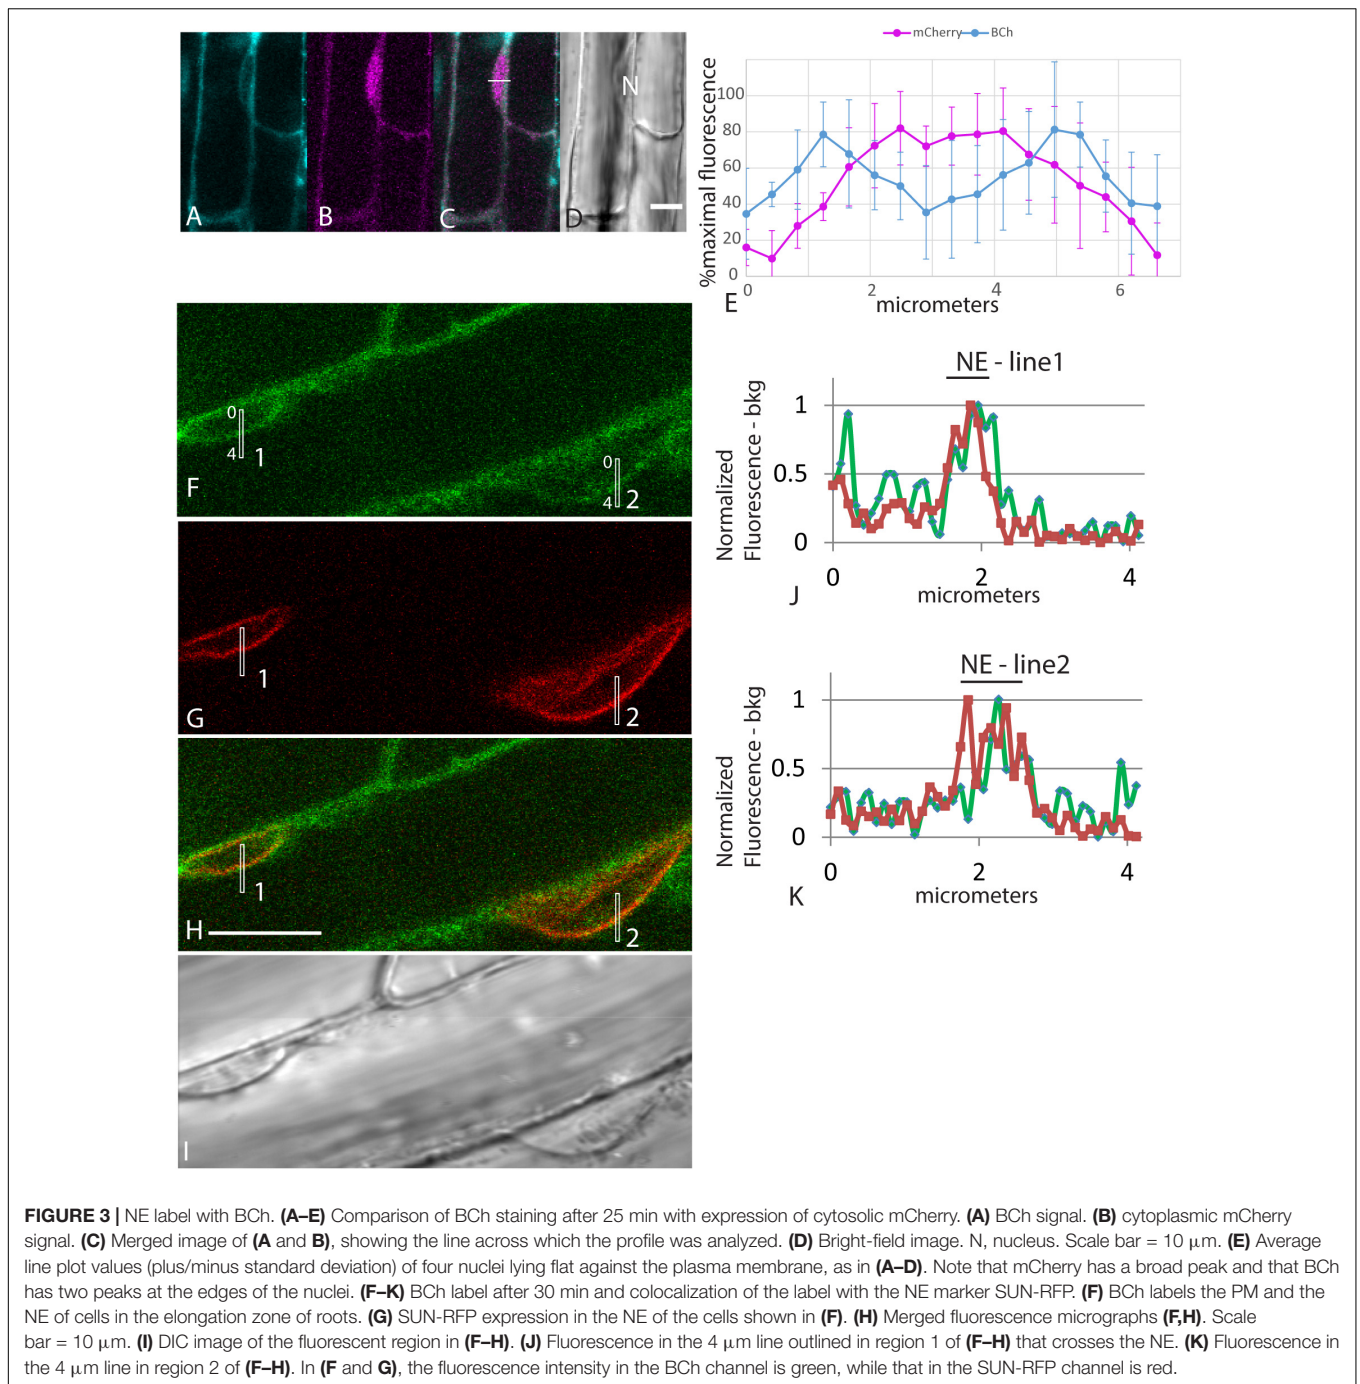 mCherry BCh
A
B
C
N
D
%maximal fluorescence
100
80
60
40
20
0
0 2 4 6
E micrometers
0
4 1
F
0
4 2
1
G
2
1
H
2
I
NE - line1
Normalized
Fluorescence - bkg
1
0.5
0
0 2 4
J micrometers
NE - line2
Normalized
Fluorescence - bkg
1
0.5
0
0 2 4
K micrometers
FIGURE 3 | NE label with BCh. (A–E) Comparison of BCh staining after 25 min with expression of cytosolic mCherry. (A) BCh signal. (B) cytoplasmic mCherry
signal. (C) Merged image of (A and B), showing the line across which the profile was analyzed. (D) Bright-field image. N, nucleus. Scale bar = 10 μm. (E) Average
line plot values (plus/minus standard deviation) of four nuclei lying flat against the plasma membrane, as in (A–D). Note that mCherry has a broad peak and that BCh
has two peaks at the edges of the nuclei. (F–K) BCh label after 30 min and colocalization of the label with the NE marker SUN-RFP. (F) BCh labels the PM and the
NE of cells in the elongation zone of roots. (G) SUN-RFP expression in the NE of the cells shown in (F). (H) Merged fluorescence micrographs (F,H). Scale
bar = 10 μm. (I) DIC image of the fluorescent region in (F–H). (J) Fluorescence in the 4 μm line outlined in region 1 of (F–H) that crosses the NE. (K) Fluorescence in
the 4 μm line in region 2 of (F–H). In (F and G), the fluorescence intensity in the BCh channel is green, while that in the SUN-RFP channel is red.